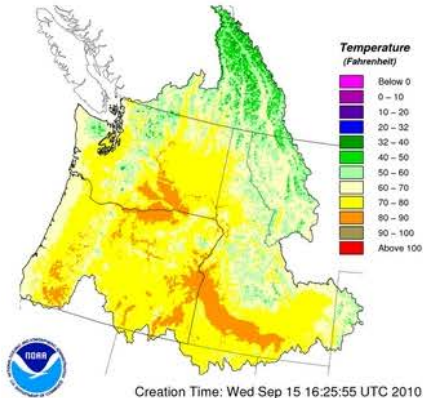 Temperature
(Fahrenheit)
Below 0
0 – 10
10 – 20
20 – 32
32 – 40
40 – 50
50 – 60
60 – 70
70 – 80
80 – 90
90 – 100
Above 100
NOAA
Creation Time: Wed Sep 15 16:25:55 UTC 2010